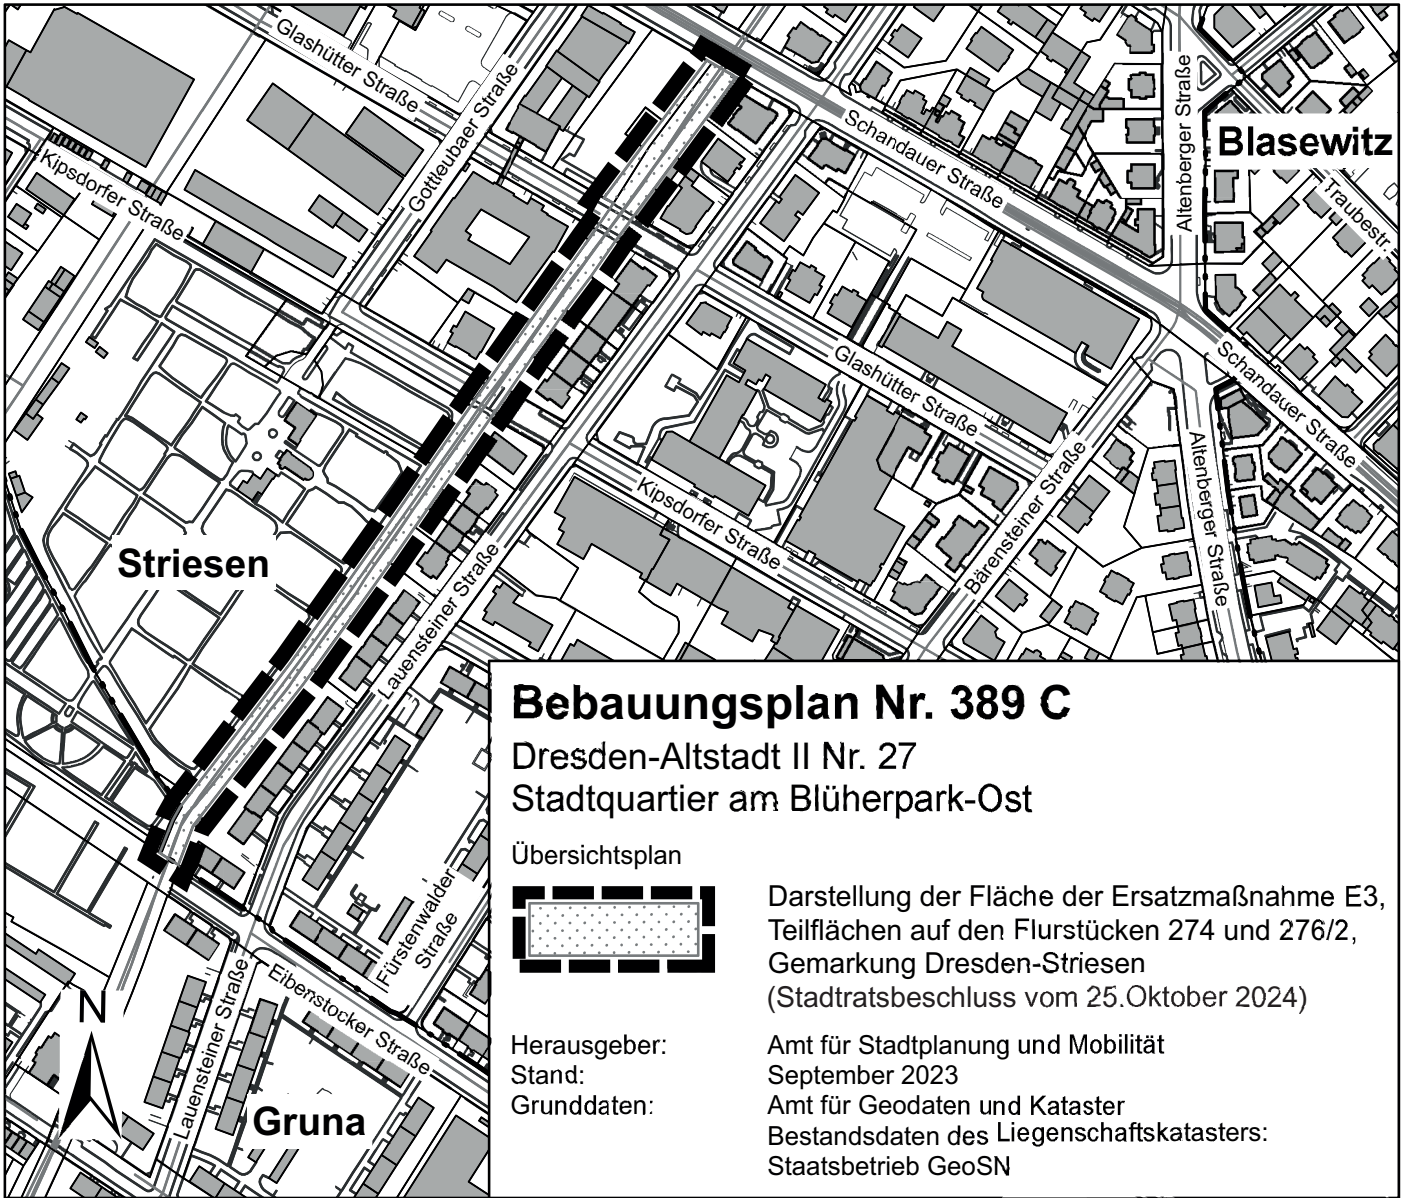 Glashütter Straße
Gottleubaer Straße
Kipsdorfer Straße
Schandauer Straße
Altenberger Straße
Blasewitz
Traubestr.
Schandauer Straße
Glashütter Straße
Altenberger Straße
Bärensteiner Straße
Kipsdorfer Straße
Striesen
Lauensteiner Straße
Fürstenwalder
Straße
Eibenstocker Straße
Lauensteiner Straße
N
Gruna
Bebauungsplan Nr. 389 C
Dresden-Altstadt II Nr. 27
Stadtquartier am Blüherpark-Ost
Übersichtsplan
Darstellung der Fläche der Ersatzmaßnahme E3,
Teilflächen auf den Flurstücken 274 und 276/2,
Gemarkung Dresden-Striesen
(Stadtratsbeschluss vom 25.Oktober 2024)
Herausgeber: Amt für Stadtplanung und Mobilität
Stand: September 2023
Grunddaten: Amt für Geodaten und Kataster
Bestandsdaten des Liegenschaftskatasters:
Staatsbetrieb GeoSN